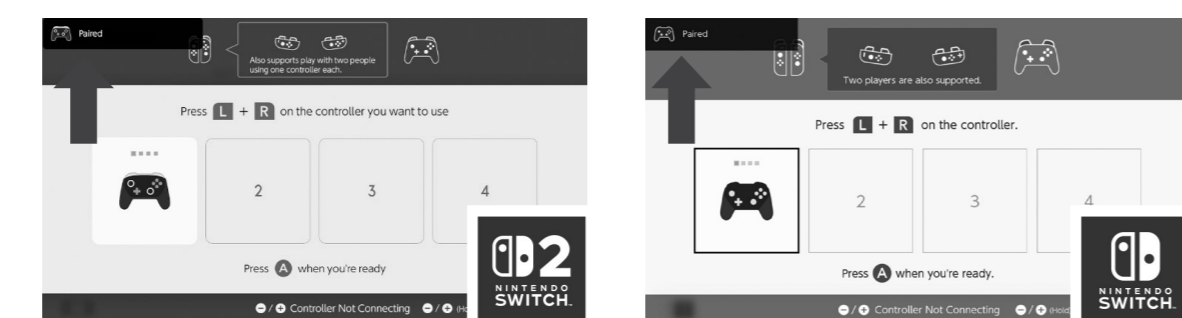 Paired
Also supports play with two people
using one controller each.
Press L + R on the controller you want to use
2
3
4
Press A when you're ready
- / + Controller Not Connecting - / +
2
NINTENDO
SWITCH
Paired
Two players are also supported.
Press L + R on the controller.
2
3
4
Press A when you're ready.
- / + Controller Not Connecting - / + (Hold)
NINTENDO
SWITCH